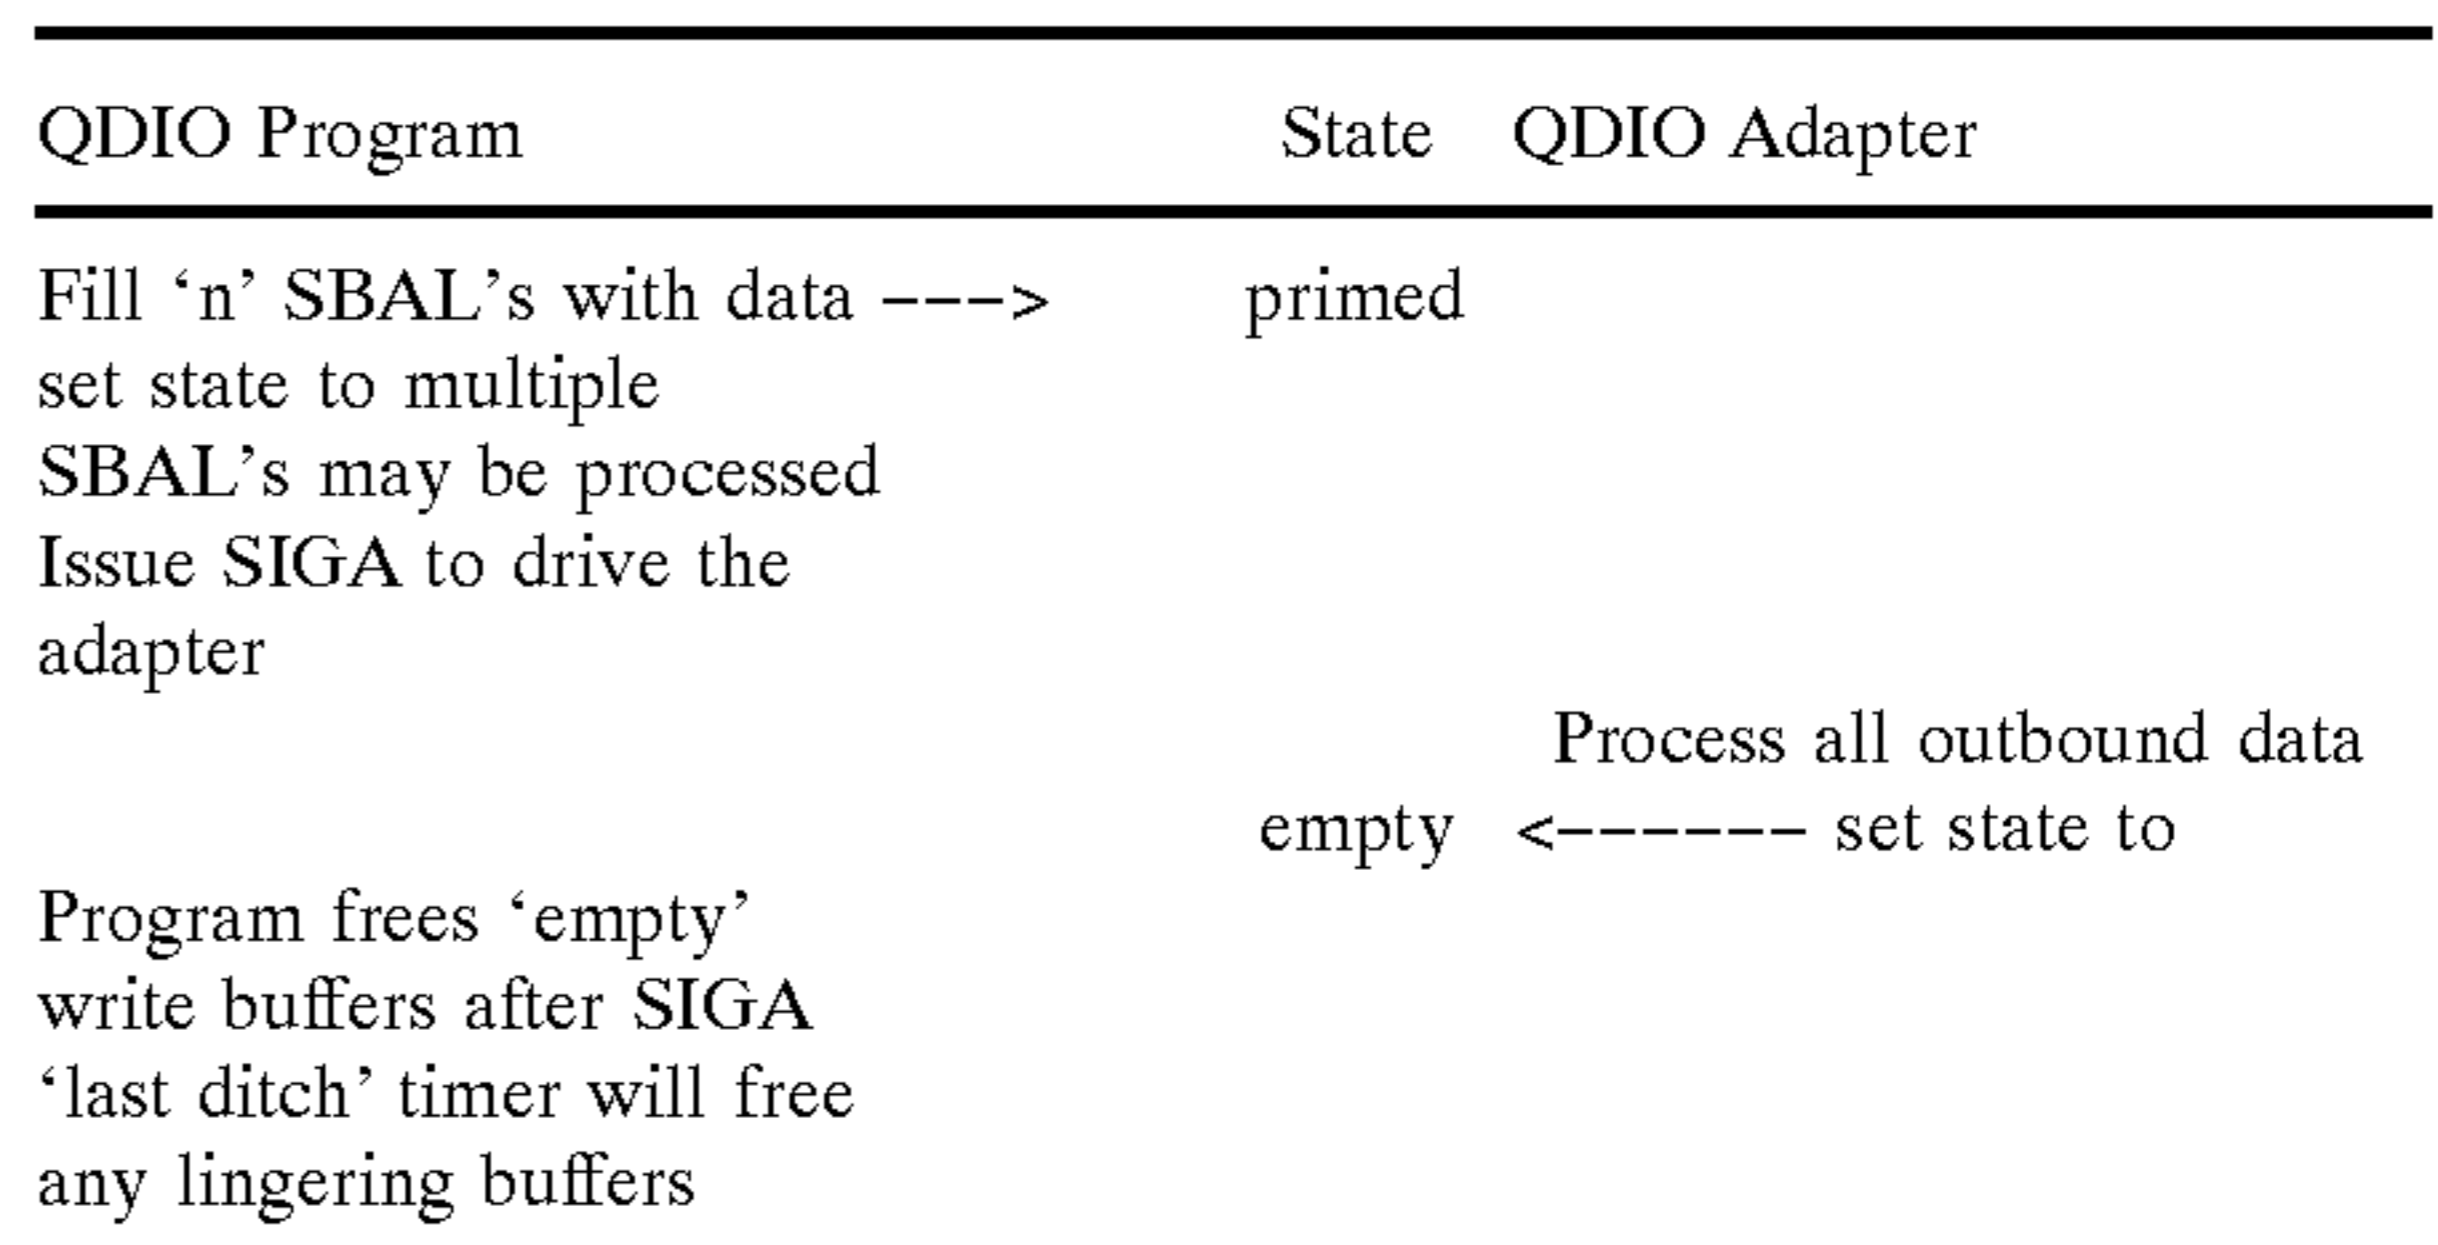 QDIO Program State QDIO Adapter
Fill ‘n’ SBAL’s with data ---> primed
set state to multiple
SBAL’s may be processed
Issue SIGA to drive the
adapter
Process all outbound data
empty <------ set state to
Program frees ‘empty’
write buffers after SIGA
‘last ditch’ timer will free
any lingering buffers